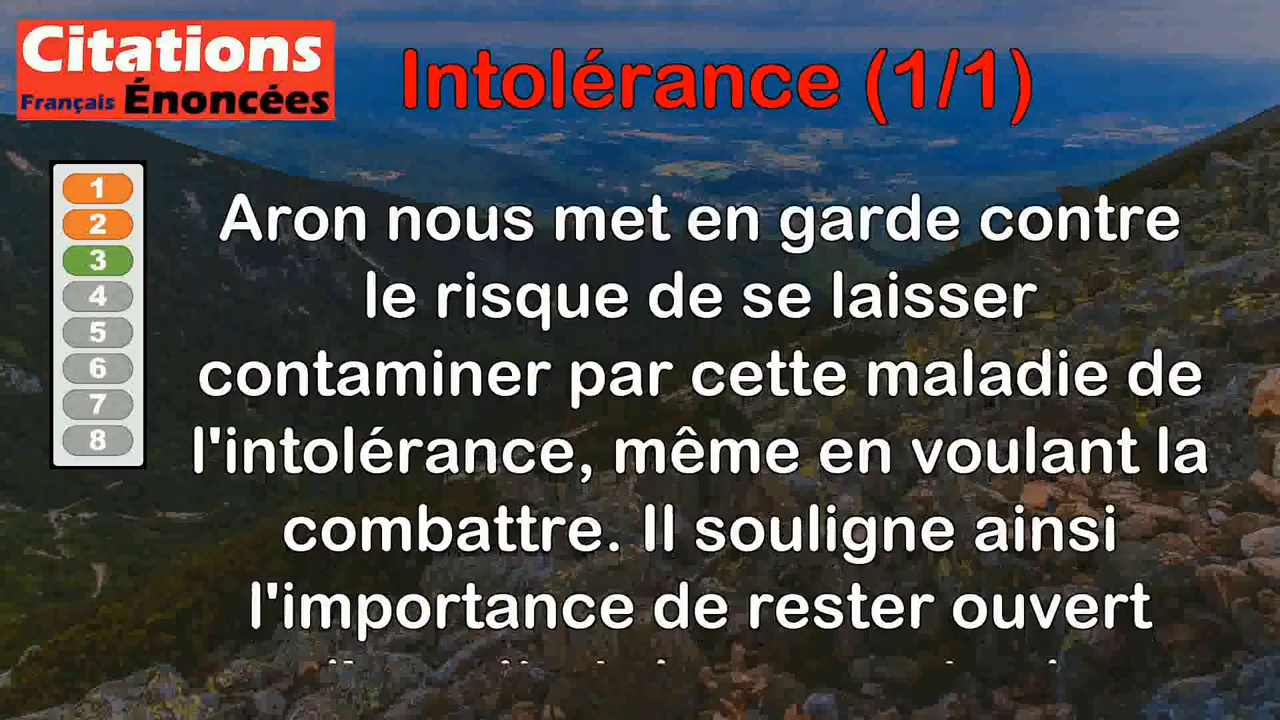 Citations
Français Énoncées
Intolérance (1/1)
1
2
3
4
5
6
7
8
Aron nous met en garde contre
le risque de se laisser
contaminer par cette maladie de
l'intolérance, même en voulant la
combattre. Il souligne ainsi
l'importance de rester ouvert